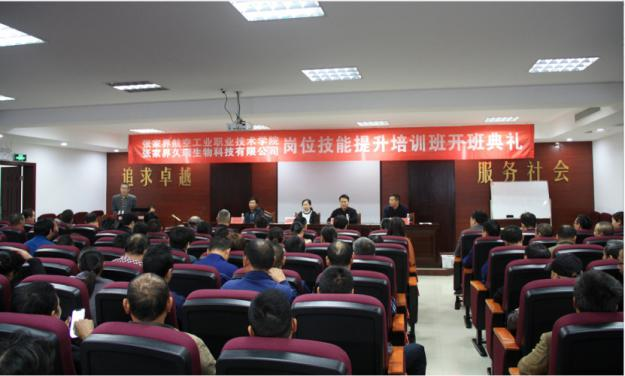 张家界航空工业职业技术学院
张家界久瑞生物科技有限公司
岗位技能提升培训班开班典礼
追求卓越
服务社会